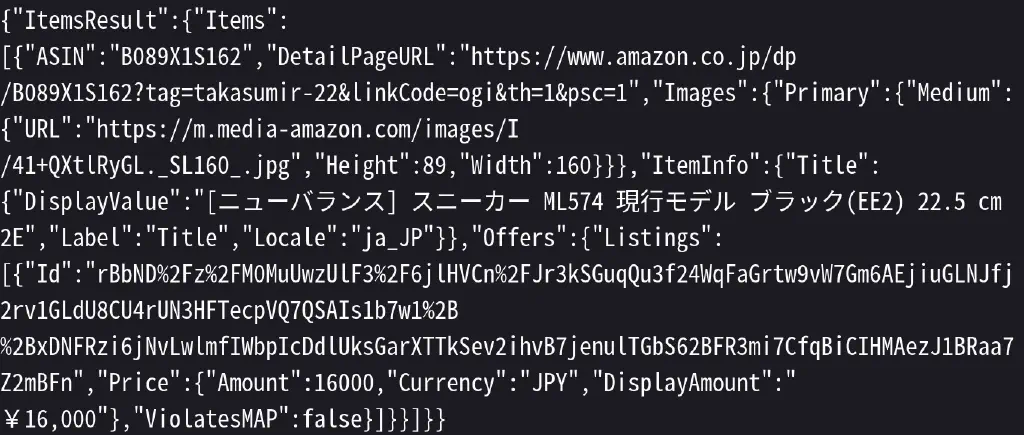 {"ItemsResult":{"Items":
[{"ASIN":"B089X1S162","DetailPageURL":"https://www.amazon.co.jp/dp
/B089X1S162?tag=takasumir-22&linkCode=ogi&th=1&psc=1","Images":{"Primary":{"Medium":
{"URL":"https://m.media-amazon.com/images/I
/41+QXtlRyGL._SL160_.jpg","Height":89,"Width":160}}},"ItemInfo":{"Title":
{"DisplayValue":"[ニューバランス] スニーカー ML574 現行モデル ブラック(EE2) 22.5 cm
2E","Label":"Title","Locale":"ja_JP"}},"Offers":{"Listings":
[{"Id":"rBbND%2Fz%2FM0MuUwzUlF3%2F6jlHVCn%2FJr3kSGuqQu3f24WqFaGrtw9vW7Gm6AEjiuGLNJfj
2rv1GLdU8CU4rUN3HFTecpVQ7QSAIs1b7w1%2B
%2BxDNFRzi6jNvLwlmfIWbpIcDdlUksGarXTTkSev2ihvB7jenulTGbS62BFR3mi7CfqBiCIHMAezJ1BRaa7
Z2mBFn","Price":{"Amount":16000,"Currency":"JPY","DisplayAmount":"
￥16,000"},"ViolatesMAP":false}]}}]}}